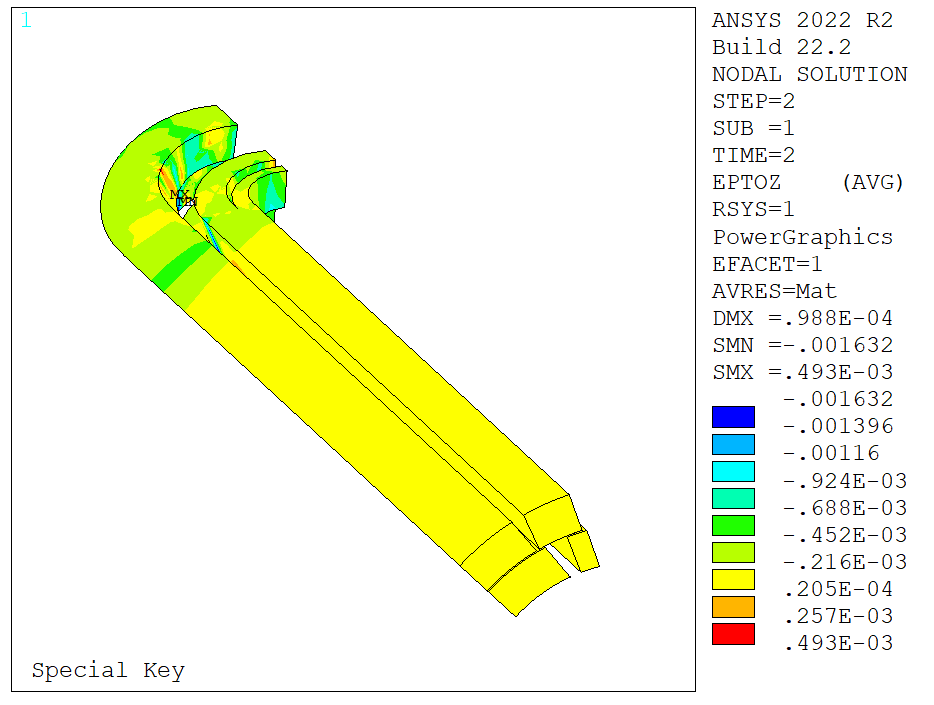 1
ANSYS 2022 R2
Build 22.2
NODAL SOLUTION
STEP=2
SUB =1
TIME=2
EPTOZ (AVG)
RSYS=1
PowerGraphics
EFACET=1
AVRES=Mat
DMX =.988E-04
SMN =-.001632
SMX =.493E-03
-.001632
-.001396
-.00116
-.924E-03
-.688E-03
-.452E-03
-.216E-03
.205E-04
.257E-03
.493E-03
MX
MN
Special Key